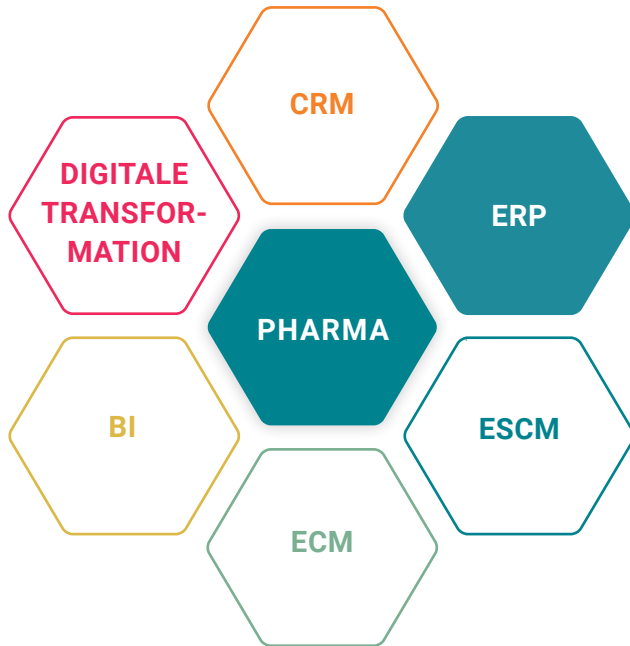 CRM
DIGITALE
TRANSFOR-
MATION
ERP
PHARMA
BI
ESCM
ECM